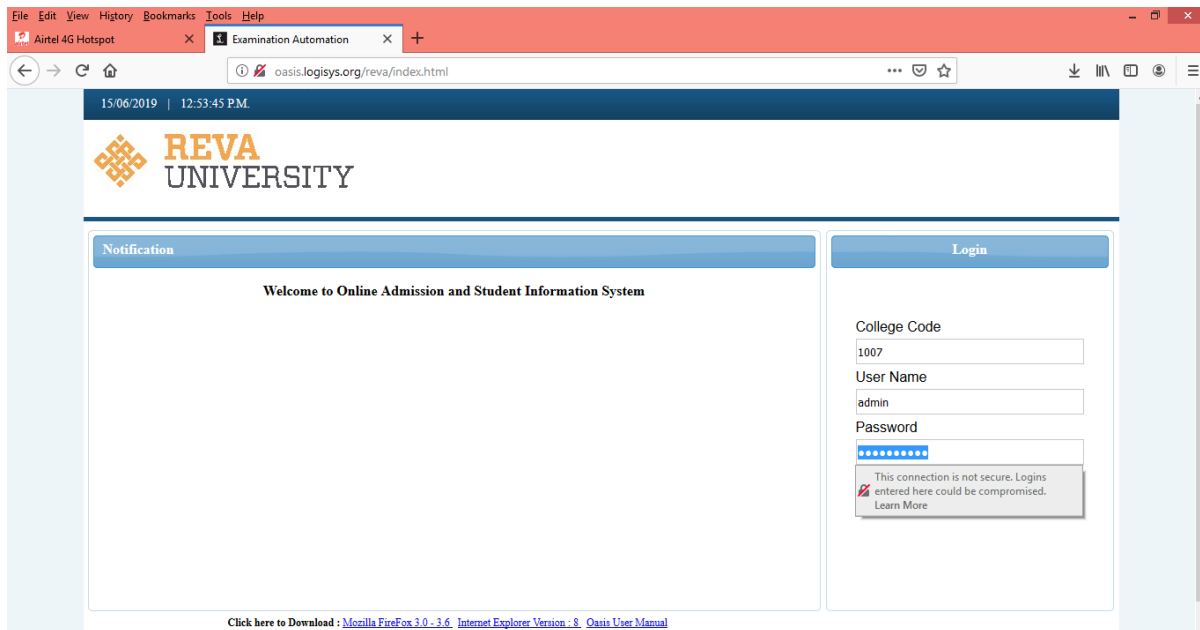 File Edit View History Bookmarks Tools Help
Airtel 4G Hotspot
Examination Automation
oasis.logisys.org/reva/index.html
15/06/2019 | 12:53:45 P.M.
REVA
UNIVERSITY
Notification
Welcome to Online Admission and Student Information System
Login
College Code
1007
User Name
admin
Password
This connection is not secure. Logins
entered here could be compromised.
Learn More
Click here to Download : Mozilla FireFox 3.0 - 3.6 Internet Explorer Version : 8 Oasis User Manual